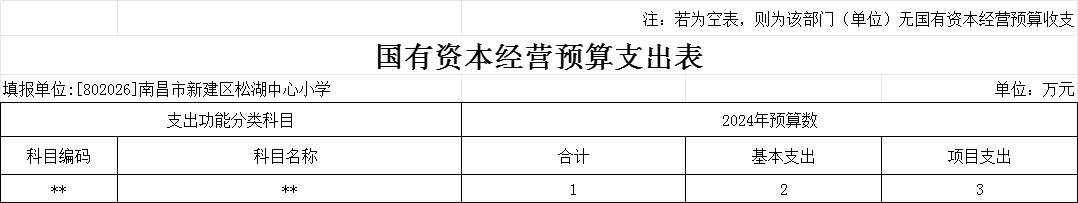 注：若为空表，则为该部门（单位）无国有资本经营预算收支
国有资本经营预算支出表
填报单位:[802026]南昌市新建区松湖中心小学 单位：万元
支出功能分类科目 2024年预算数
科目编码 科目名称 合计 基本支出 项目支出
** ** 1 2 3